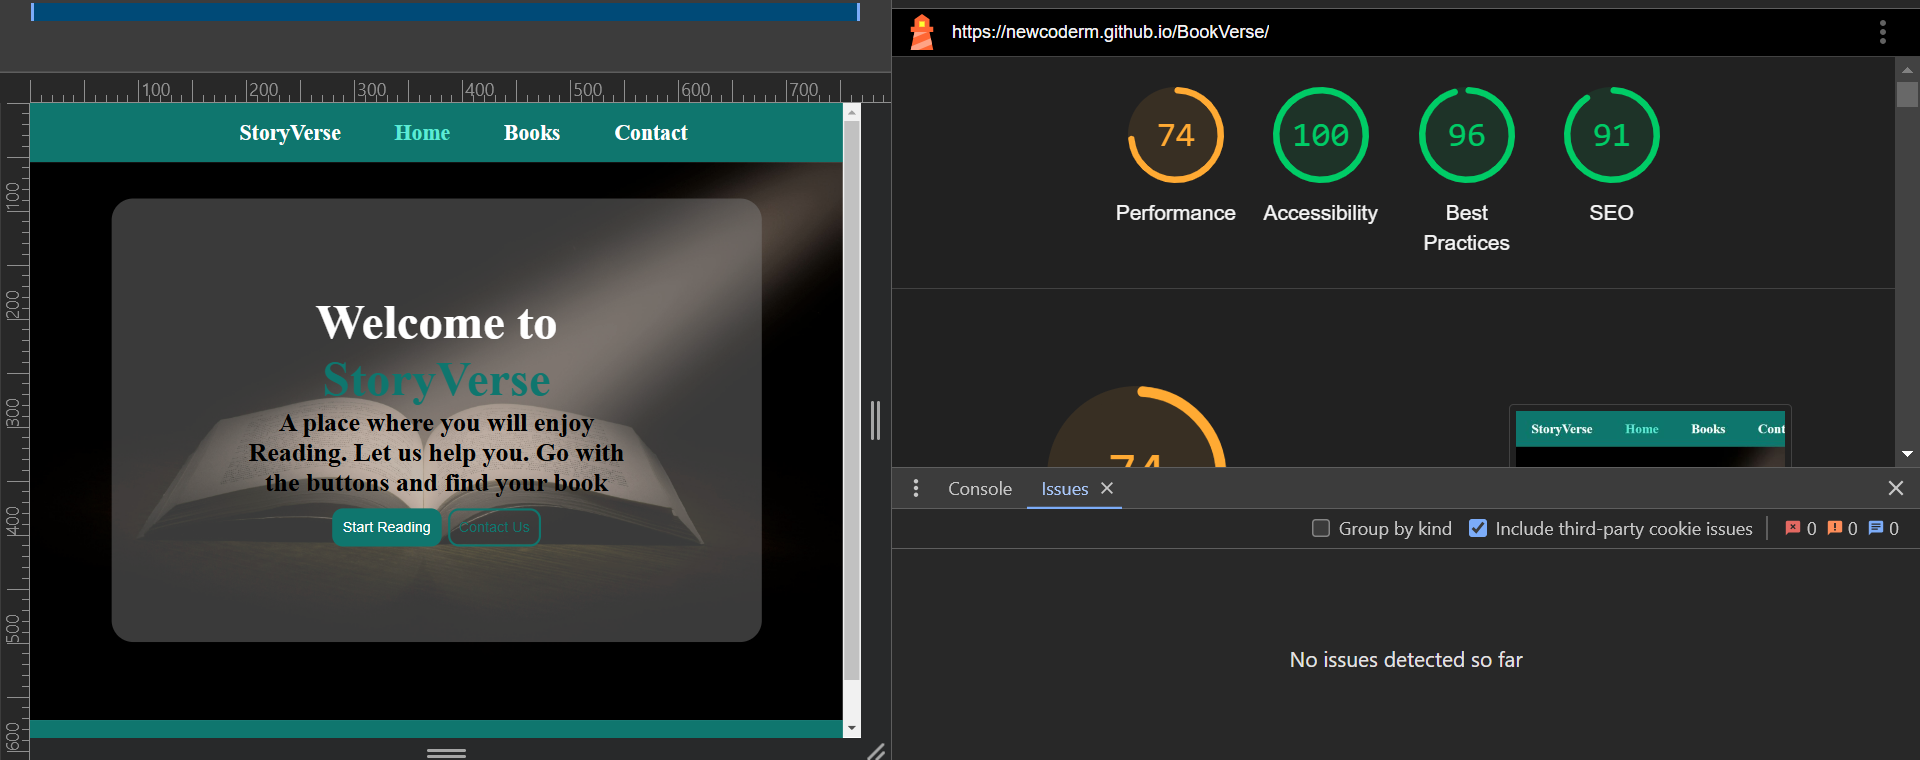 100 200 300 400 500 600 700
100
200
300
400
500
600
StoryVerse Home Books Contact
Welcome to
StoryVerse
A place where you will enjoy
Reading. Let us help you. Go with
the buttons and find your book
Start Reading Contact Us
https://newcoderm.github.io/BookVerse/
74 100 96 91
Performance Accessibility Best
Practices SEO
74
StoryVerse Home Books Cont
Console Issues
Group by kind Include third-party cookie issues 0 0 0
No issues detected so far